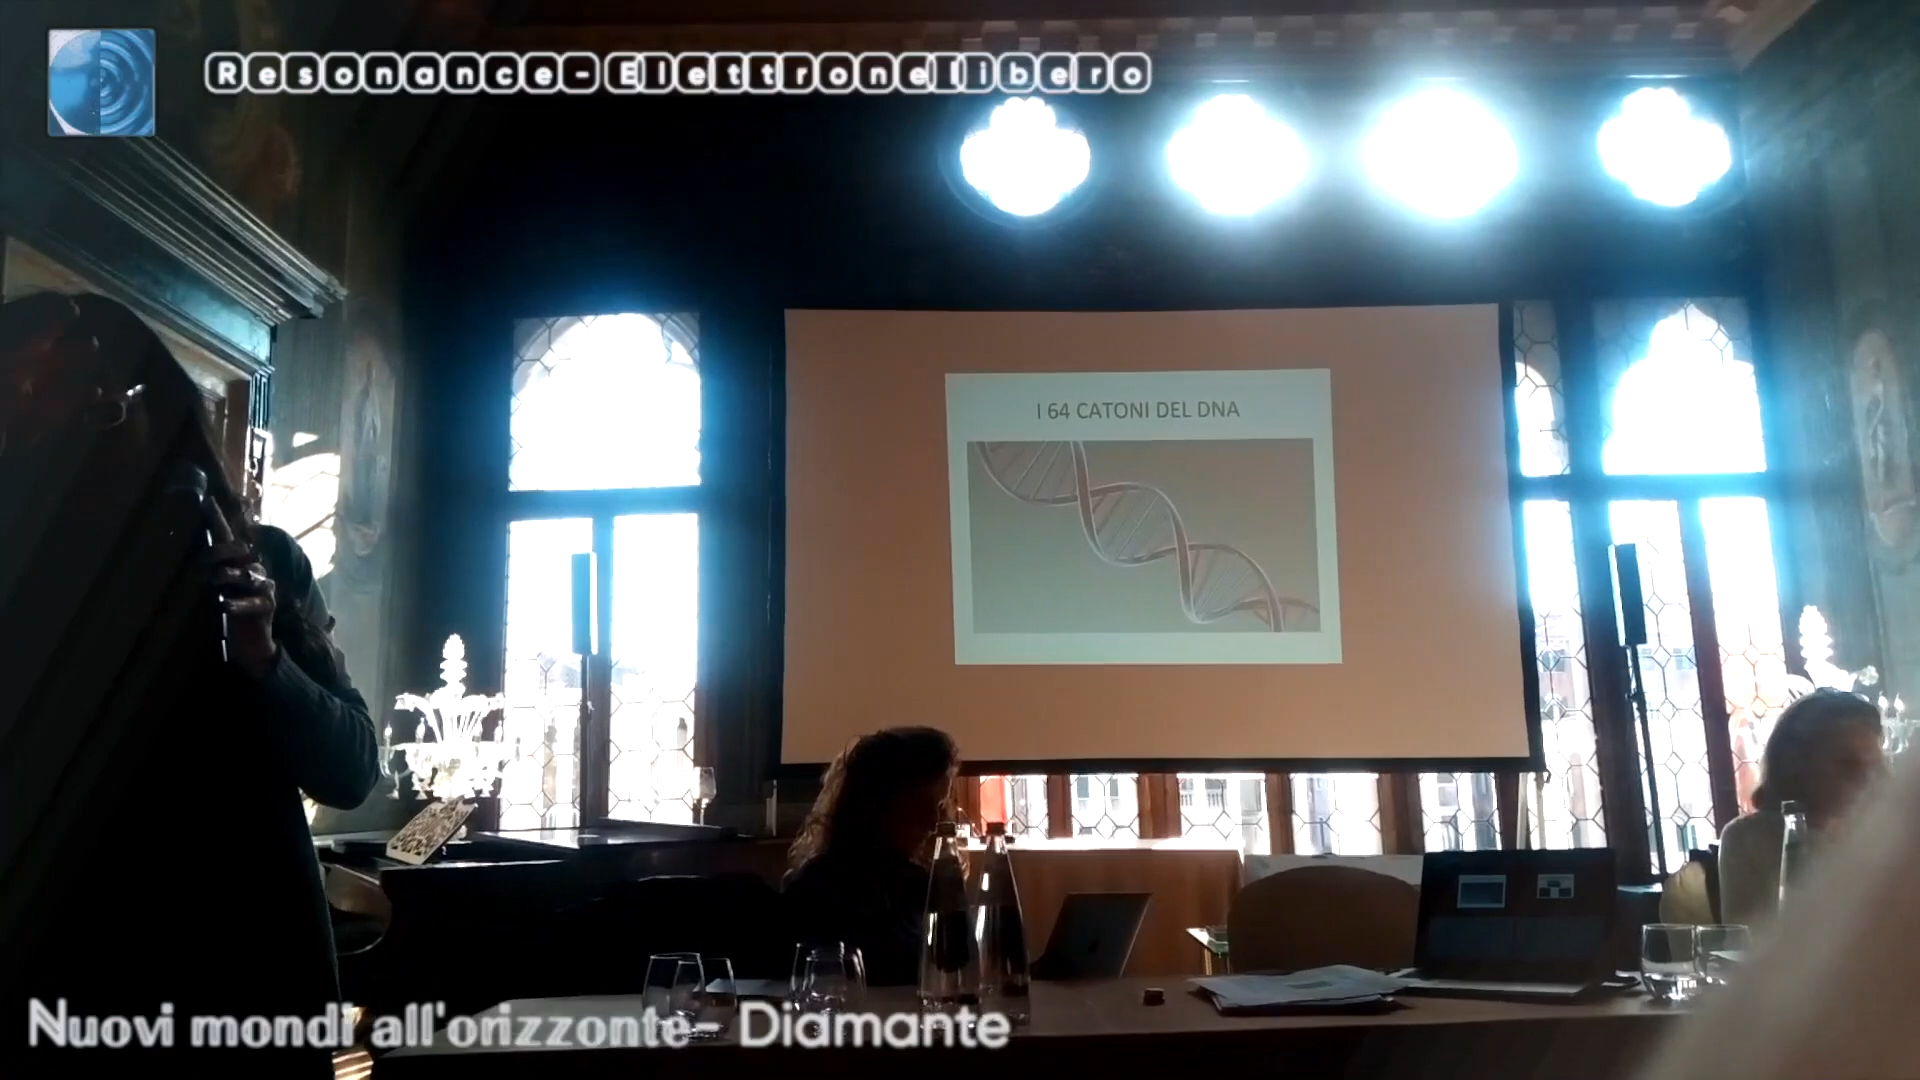 Resonance-Elettronelibero
I 64 CATONI DEL DNA
Nuovi mondi all'orizzonte- Diamante